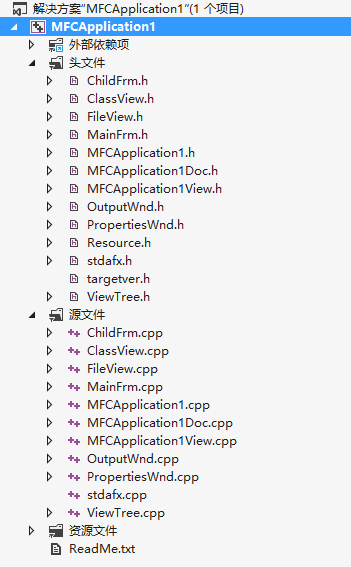 解决方案"MFCApplication1"(1 个项目)
MFCApplication1
外部依赖项
头文件
ChildFrm.h
ClassView.h
FileView.h
MainFrm.h
MFCApplication1.h
MFCApplication1Doc.h
MFCApplication1View.h
OutputWnd.h
PropertiesWnd.h
Resource.h
stdafx.h
targetver.h
ViewTree.h
源文件
ChildFrm.cpp
ClassView.cpp
FileView.cpp
MainFrm.cpp
MFCApplication1.cpp
MFCApplication1Doc.cpp
MFCApplication1View.cpp
OutputWnd.cpp
PropertiesWnd.cpp
stdafx.cpp
ViewTree.cpp
资源文件
ReadMe.txt